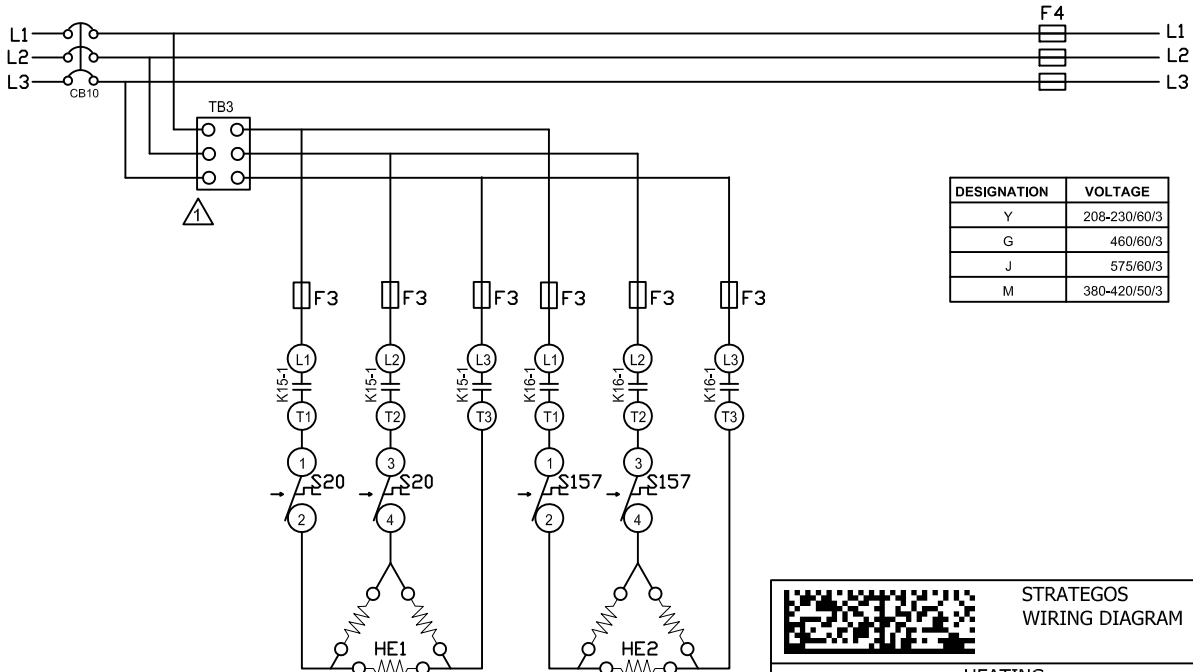 F4
L1 L1
L2 L2
L3 L3
CB10
TB3
1
DESIGNATION VOLTAGE
Y 208-230/60/3
G 460/60/3
J 575/60/3
M 380-420/50/3
F3 F3 F3 F3 F3 F3
L1 L2 L3 L1 L2 L3
K15-1 K15-1 K15-1 K16-1 K16-1 K16-1
T1 T2 T3 T1 T2 T3
1 3 1 3
S20 S20 S157 S157
2 4 2 4
HE1 HE2
STRATEGOS
WIRING DIAGRAM